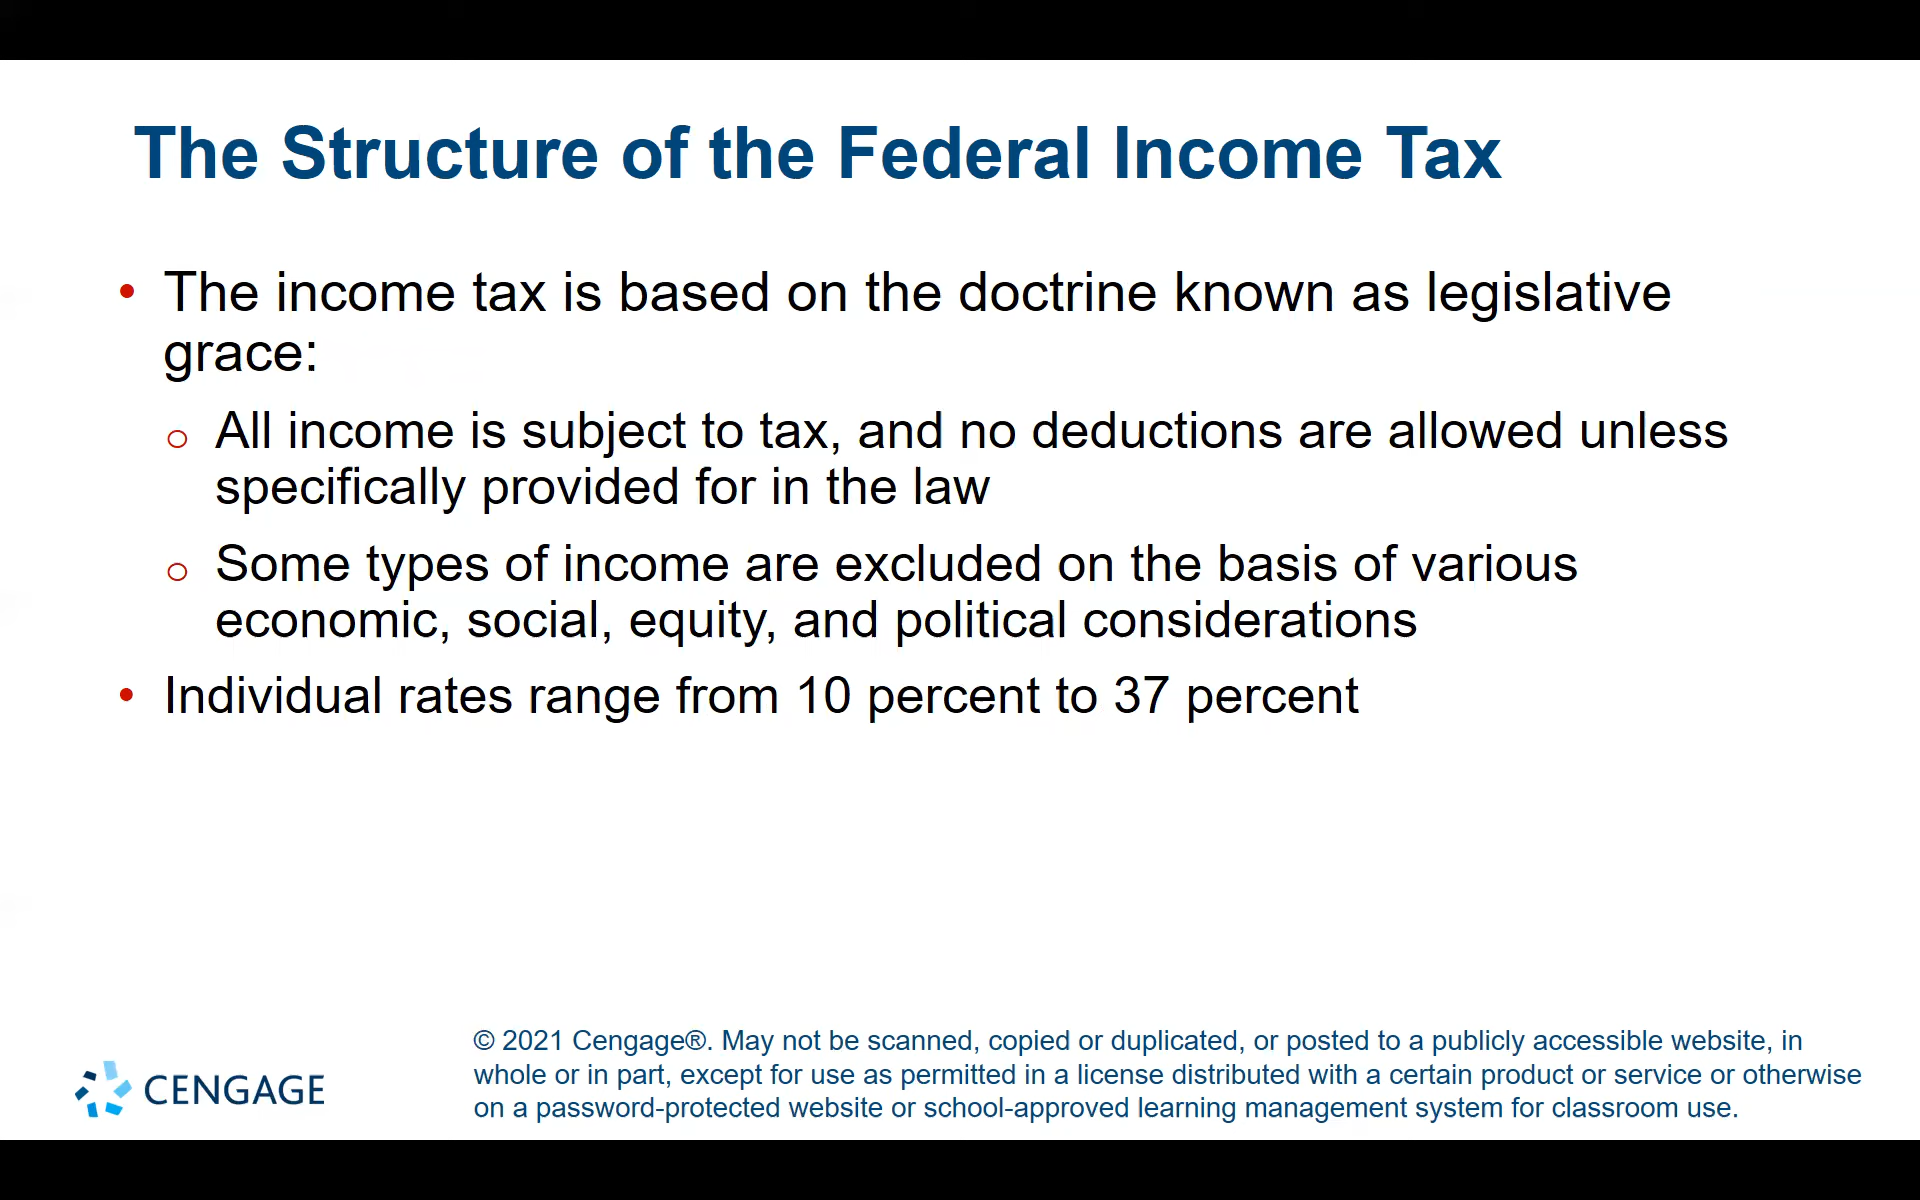 The Structure of the Federal Income Tax
• The income tax is based on the doctrine known as legislative
grace:
o All income is subject to tax, and no deductions are allowed unless
specifically provided for in the law
o Some types of income are excluded on the basis of various
economic, social, equity, and political considerations
• Individual rates range from 10 percent to 37 percent
© 2021 Cengage®. May not be scanned, copied or duplicated, or posted to a publicly accessible website, in
whole or in part, except for use as permitted in a license distributed with a certain product or service or otherwise
on a password-protected website or school-approved learning management system for classroom use.
CENGAGE